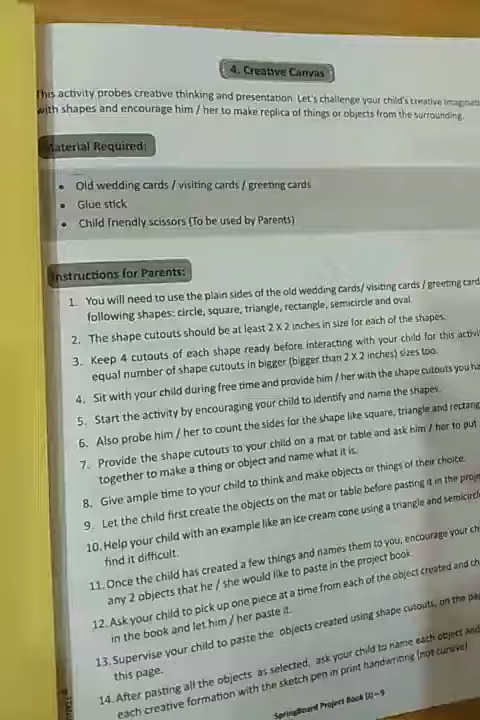 4. Creative Canvas
This activity probes creative thinking and presentation. Let's challenge your child's creative
with shapes and encourage him / her to make replica of things or objects from the surrounding.
Material Required:
• Old wedding cards / visiting cards / greeting cards
• Glue stick
• Child friendly scissors (To be used by Parents)
Instructions for Parents:
1. You will need to use the plain sides of the old wedding cards/ visiting cards / greeting
following shapes: circle, square, triangle, rectangle, semicircle and oval.
2. The shape cutouts should be at least 2 X 2 inches in size for each of the shapes.
3. Keep 4 cutouts of each shape ready before interacting with your child for this
equal number of shape cutouts in bigger (bigger than 2 X 2 inches) sizes too.
4. Sit with your child during free time and provide him / her with the shape cutouts you
5. Start the activity by encouraging your child to identify and name the shapes.
6. Also probe him / her to count the sides for the shape like square, triangle and
7. Provide the shape cutouts to your child on a mat or table and ask him / her to put
together to make a thing or object and name what it is.
8. Give ample time to your child to think and make objects or things of their choice.
9. Let the child first create the objects on the mat or table before pasting it in the
10. Help your child with an example like an ice cream cone using a triangle and
find it difficult.
11. Once the child has created a few things and names them to you, encourage your
any 2 objects that he / she would like to paste in the project book.
12. Ask your child to pick up one piece at a time from each of the object created and
in the book and let him / her paste it.
13. Supervise your child to paste the objects created using shape cutouts, on the
this page.
14. After pasting all the objects as selected, ask your child to name each object and
each creative formation with the sketch pen in print handwriting (not cursive)
SpringBoard Project Book (J) – 9